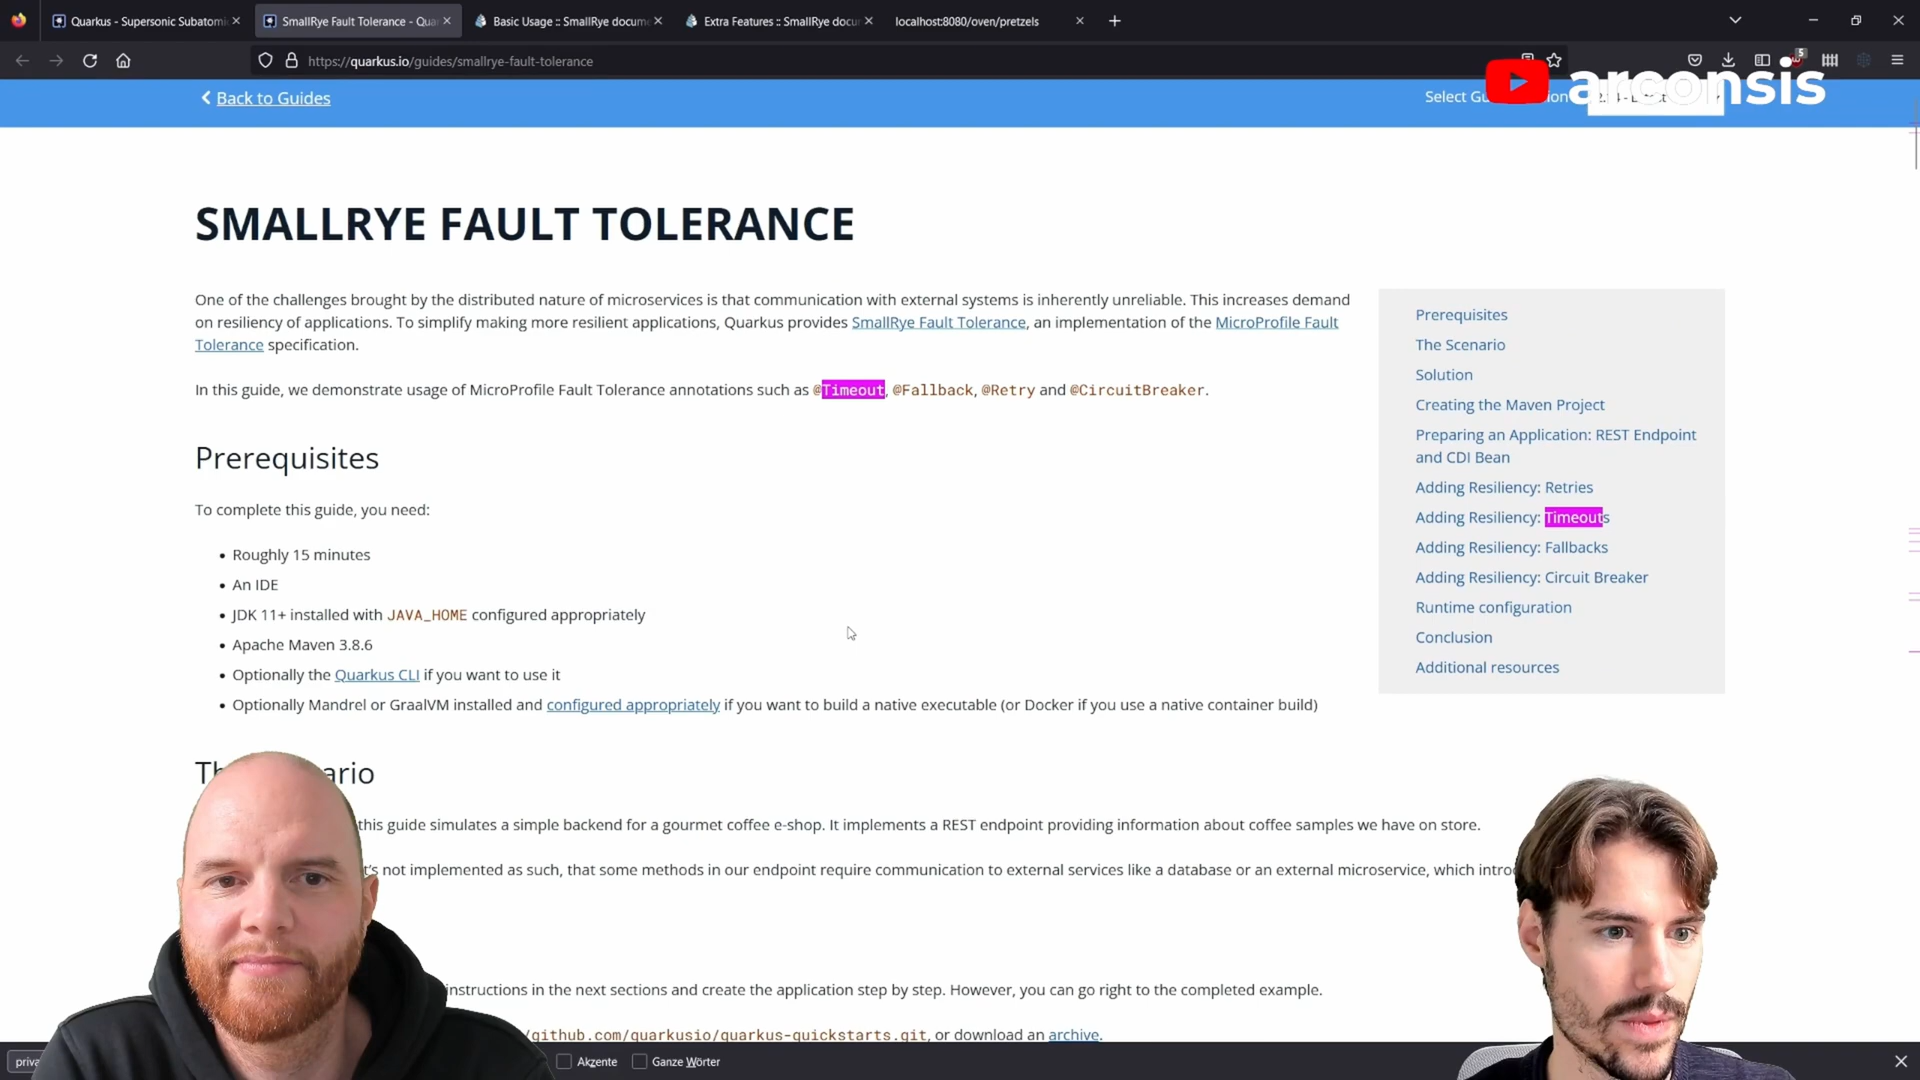 Quarkus - Supersonic Subatomi
SmallRye Fault Tolerance - Qua
Basic Usage :: SmallRye docume
Extra Features :: SmallRye docu
localhost:8080/oven/pretzels
https://quarkus.io/guides/smallrye-fault-tolerance
5
Back to Guides
Select Gu
arconsis
SMALLRYE FAULT TOLERANCE
One of the challenges brought by the distributed nature of microservices is that communication with external systems is inherently unreliable. This increases demand
on resiliency of applications. To simplify making more resilient applications, Quarkus provides SmallRye Fault Tolerance, an implementation of the MicroProfile Fault
Tolerance specification.
In this guide, we demonstrate usage of MicroProfile Fault Tolerance annotations such as @Timeout, @Fallback, @Retry and @CircuitBreaker.
Prerequisites
To complete this guide, you need:
• Roughly 15 minutes
• An IDE
• JDK 11+ installed with JAVA_HOME configured appropriately
• Apache Maven 3.8.6
• Optionally the Quarkus CLI if you want to use it
• Optionally Mandrel or GraalVM installed and configured appropriately if you want to build a native executable (or Docker if you use a native container build)
Prerequisites
The Scenario
Solution
Creating the Maven Project
Preparing an Application: REST Endpoint
and CDI Bean
Adding Resiliency: Retries
Adding Resiliency: Timeouts
Adding Resiliency: Fallbacks
Adding Resiliency: Circuit Breaker
Runtime configuration
Conclusion
Additional resources
Th ario
this guide simulates a simple backend for a gourmet coffee e-shop. It implements a REST endpoint providing information about coffee samples we have on store.
t's not implemented as such, that some methods in our endpoint require communication to external services like a database or an external microservice, which introd
instructions in the next sections and create the application step by step. However, you can go right to the completed example.
/github.com/quarkusio/quarkus-quickstarts.git, or download an archive.
priva
Akzente
Ganze Wörter